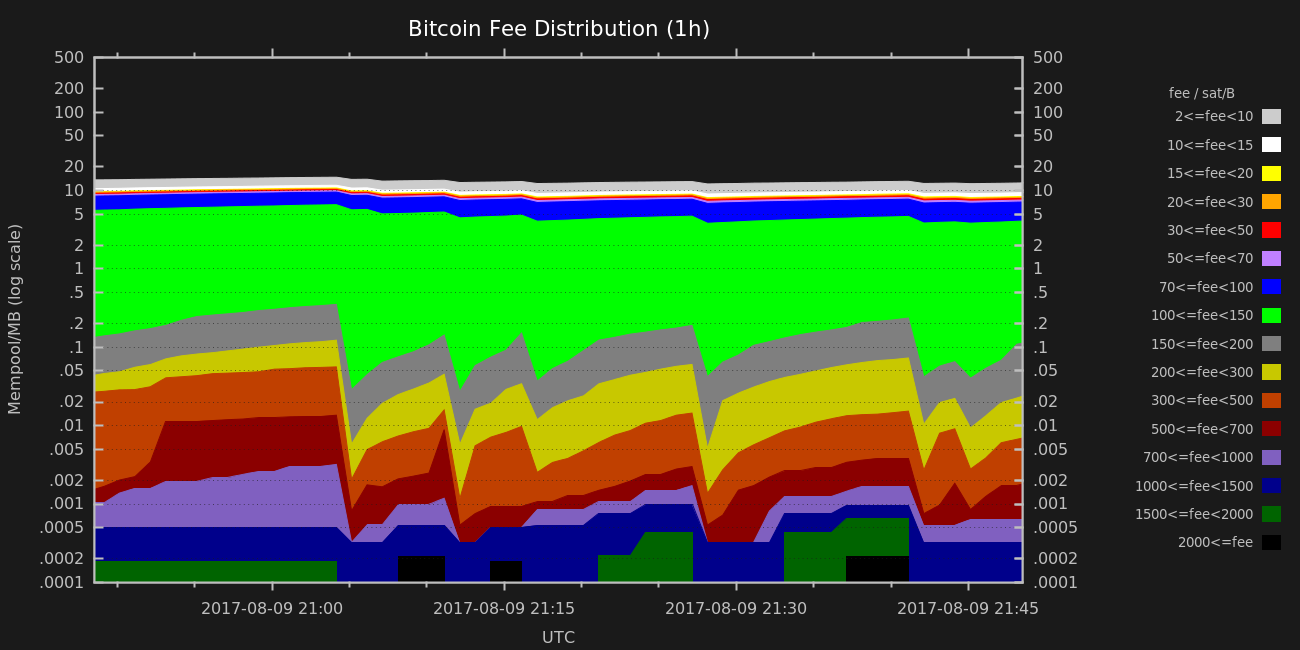 Bitcoin Fee Distribution (1h)
500 500
200 200
100 100
50 50
20 20
10 10
5 5
2 2
1 1
.5 .5
.2 .2
.1 .1
.05 .05
.02 .02
.01 .01
.005 .005
.002 .002
.001 .001
.0005 .0005
.0002 .0002
.0001 .0001
Mempool/MB (log scale)
2017-08-09 21:00 2017-08-09 21:15 2017-08-09 21:30 2017-08-09 21:45
UTC
fee / sat/B
2<=fee<10
10<=fee<15
15<=fee<20
20<=fee<30
30<=fee<50
50<=fee<70
70<=fee<100
100<=fee<150
150<=fee<200
200<=fee<300
300<=fee<500
500<=fee<700
700<=fee<1000
1000<=fee<1500
1500<=fee<2000
2000<=fee